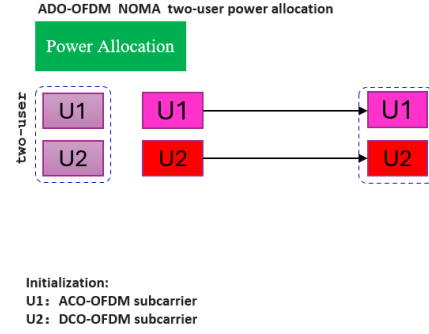 ADO-OFDM NOMA two-user power allocation
Power Allocation
two-user
U1 U1 U1
U2 U2 U2
Initialization:
U1： ACO-OFDM subcarrier
U2： DCO-OFDM subcarrier